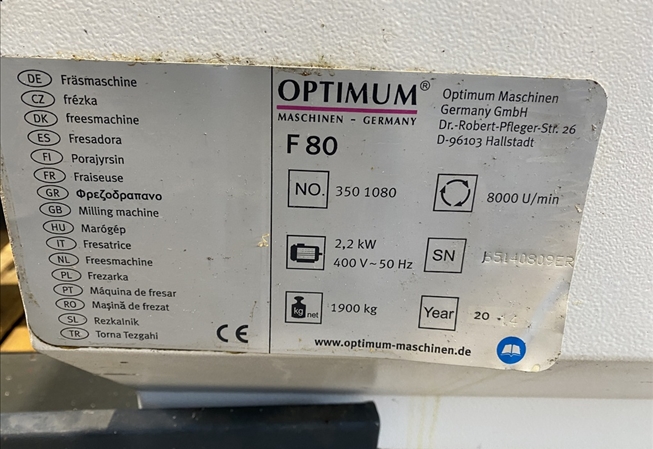 DE Fräsmaschine
CZ frézka
DK freesmachine
ES Fresadora
FI Porajyrsin
FR Fraiseuse
GR Φρεζοδραπανο
GB Milling machine
HU Marógép
IT Fresatrice
NL Freesmachine
PL Frezarka
PT Máquina de fresar
RO Maşină de frezat
SL Rezkalnik
TR Torna Tezgahi
CE
OPTIMUM®
MASCHINEN - GERMANY
Optimum Maschinen
Germany GmbH
Dr.-Robert-Pfleger-Str. 26
D-96103 Hallstadt
F 80
NO. 350 1080
8000 U/min
2,2 kW
400 V ~ 50 Hz
SN
kg net 1900 kg
Year 20
www.optimum-maschinen.de